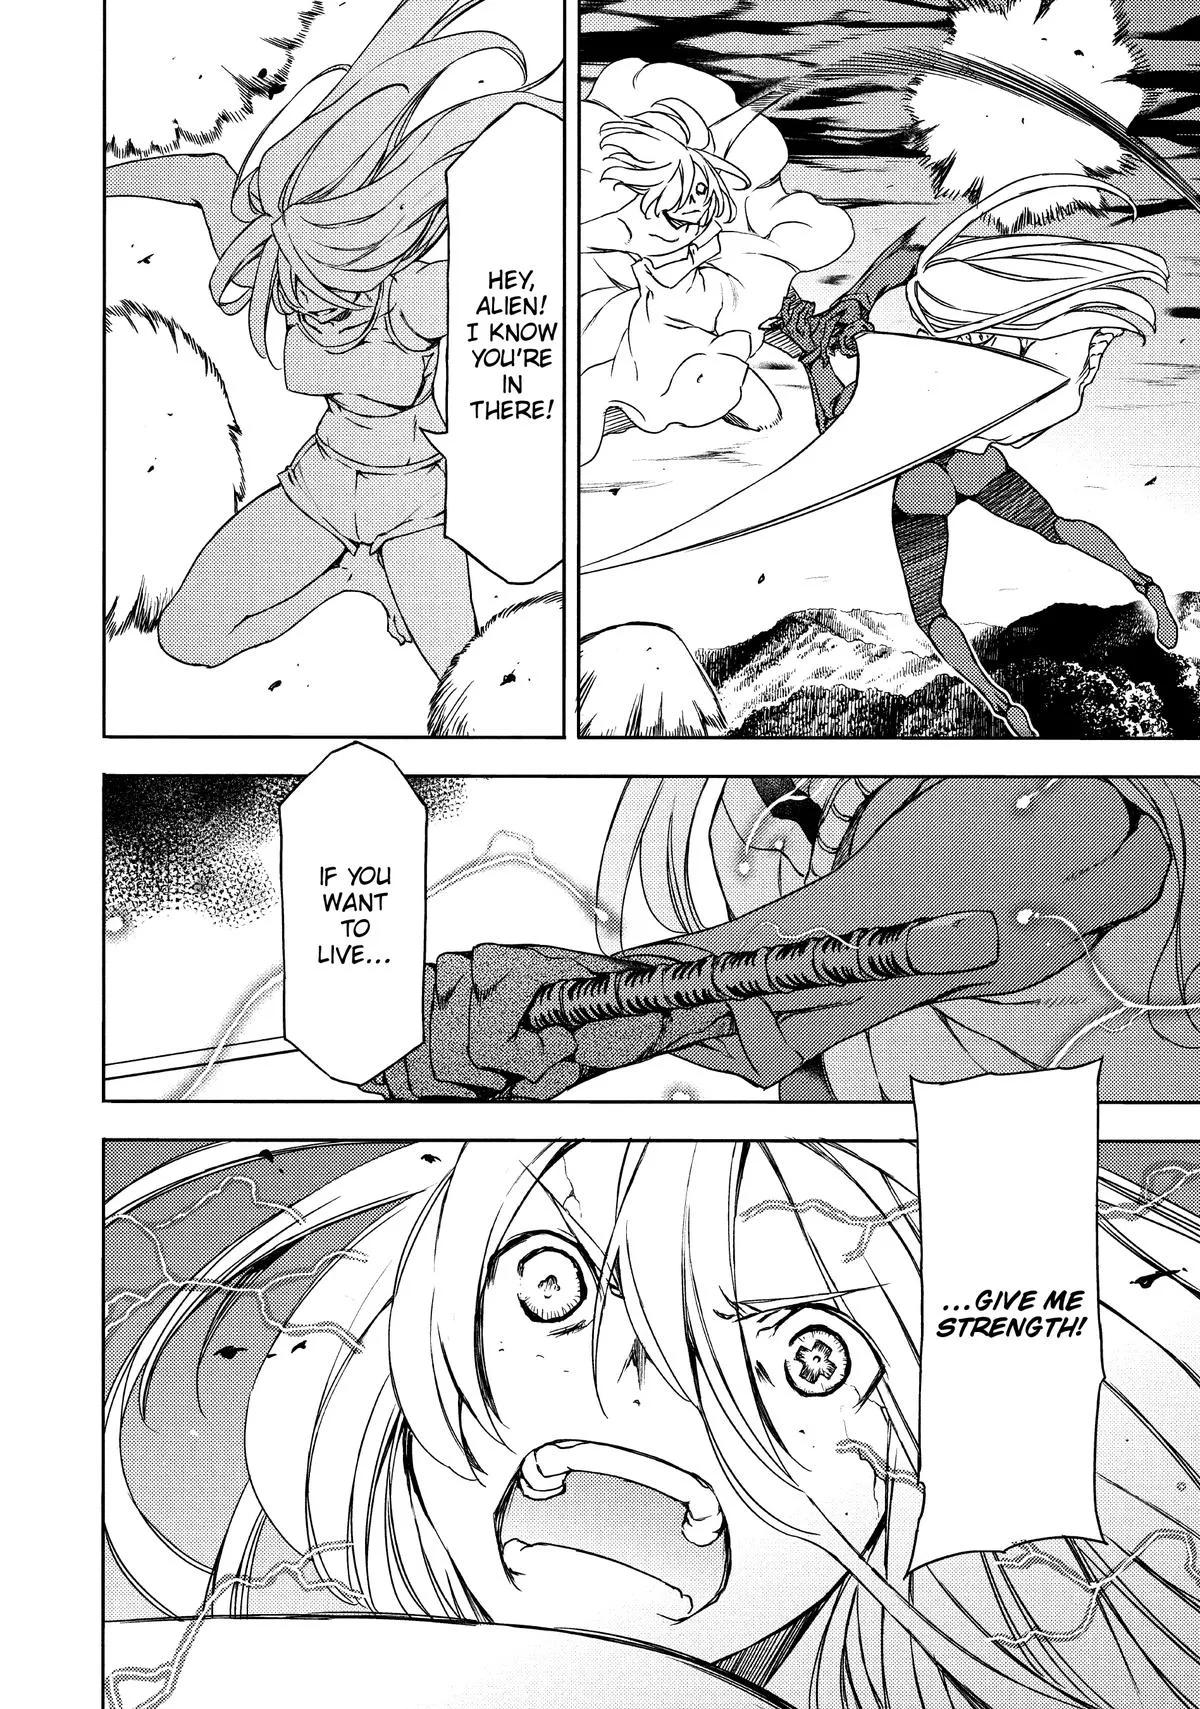 HEY,
ALIEN!
I KNOW
YOU'RE
IN
THERE!
IF YOU
WANT
TO
LIVE...
...GIVE ME
STRENGTH!